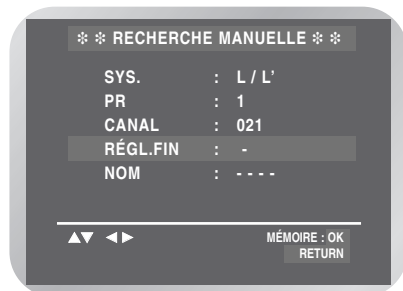 ❇ ❇ RECHERCHE MANUELLE ❇ ❇
SYS. : L / L’
PR : 1
CANAL : 021
RÉGL.FIN : -
NOM : - - - -
▲▼ ◄► MÉMOIRE : OK
RETURN